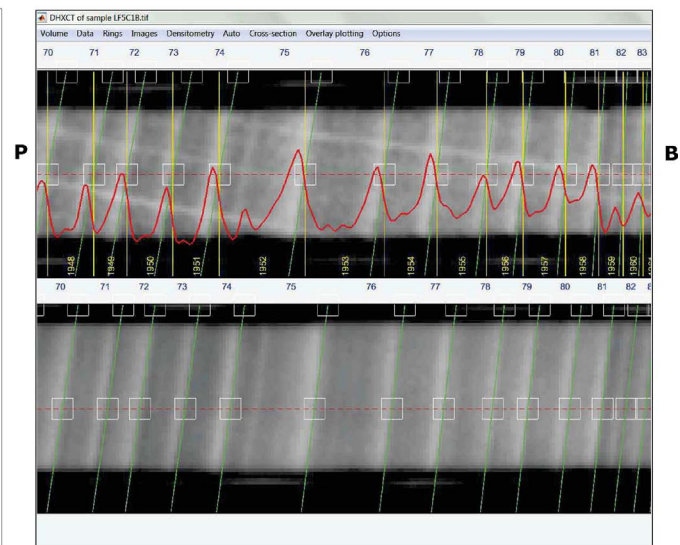 DHXCT of sample LF5C1B.tif
Volume Data Rings Images Densitometry Auto Cross-section Overlay plotting Options
70 71 72 73 74 75 76 77 78 79 80 81 82 83
P B
1948 1949 1950 1951 1952 1953 1954 1955 1956 1957 1958 1959 1960
70 71 72 73 74 75 76 77 78 79 80 81 82